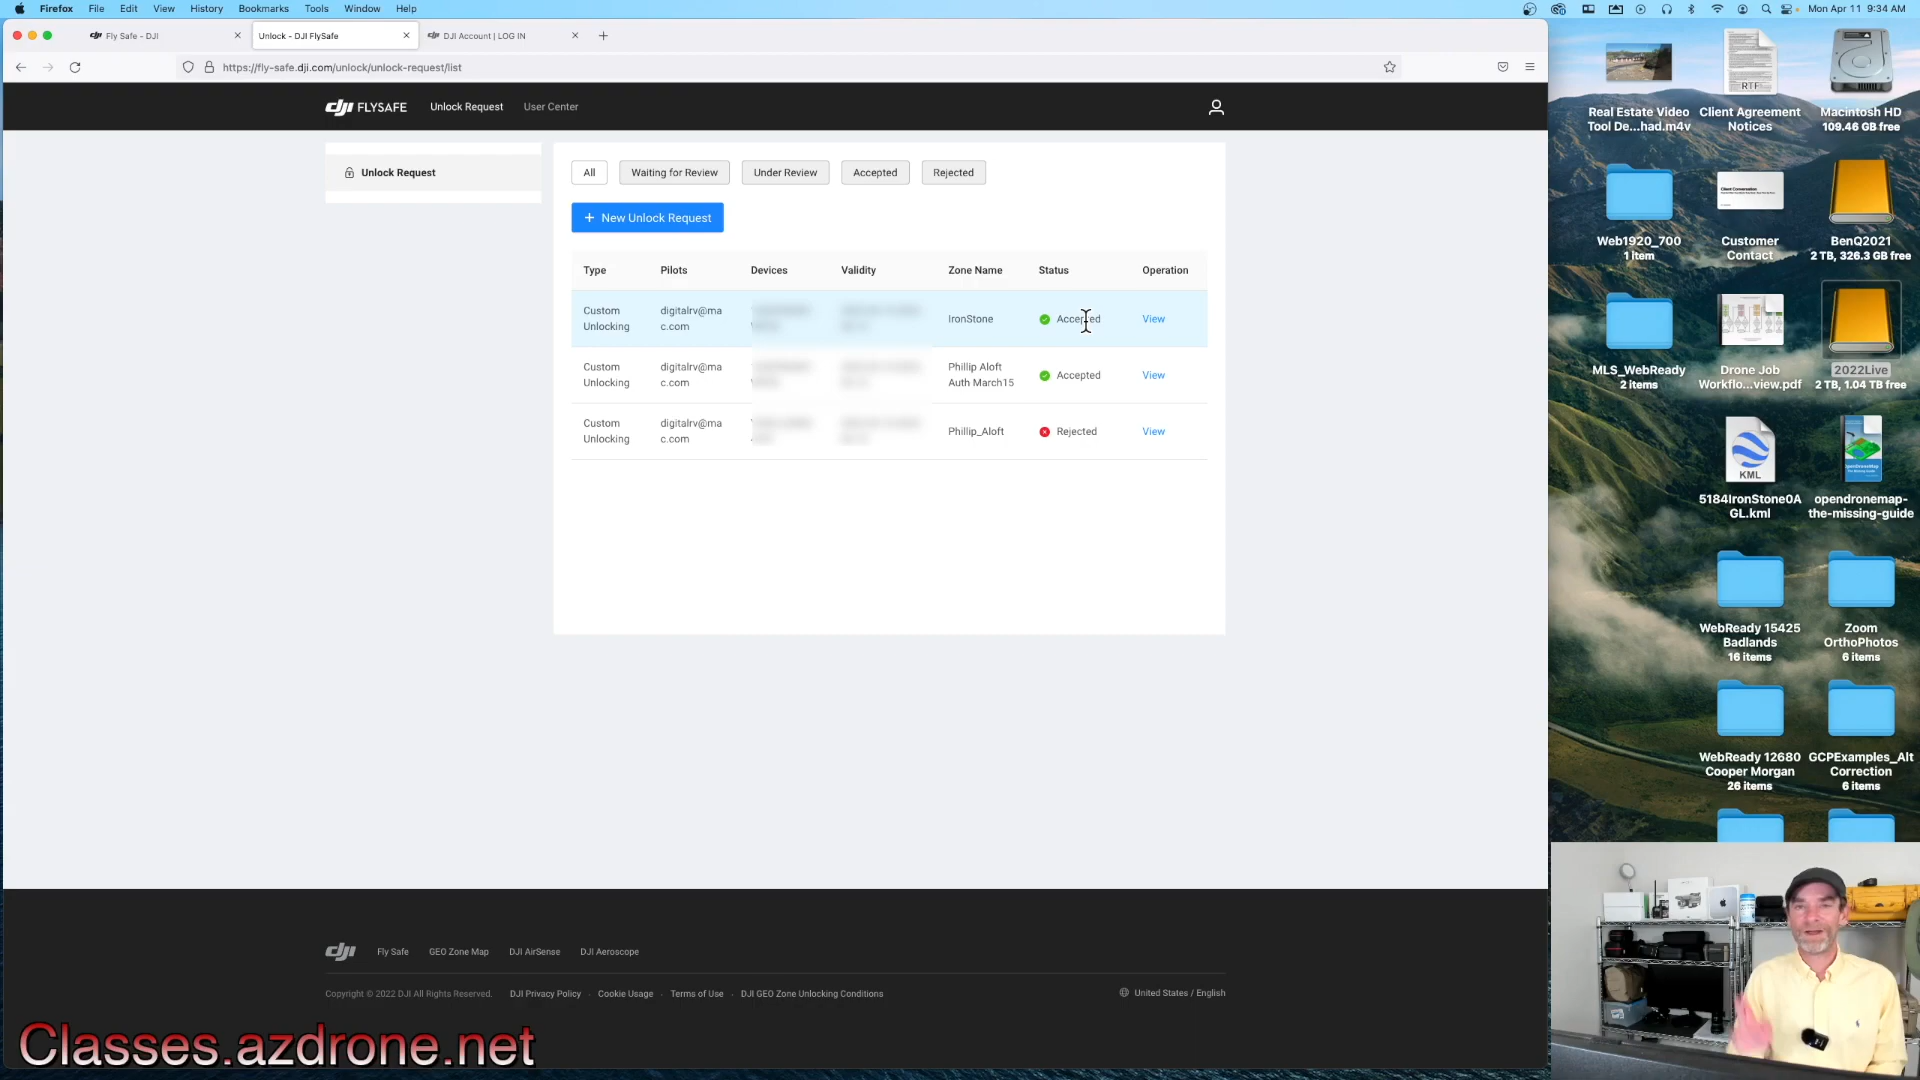 Firefox File Edit View History Bookmarks Tools Window Help
Mon Apr 11 9:34 AM
Fly Safe - DJI
Unlock - DJI FlySafe
DJI Account | LOG IN
https://fly-safe.dji.com/unlock/unlock-request/list
dji FLYSAFE Unlock Request User Center
Unlock Request
All Waiting for Review Under Review Accepted Rejected
+ New Unlock Request
Type Pilots Devices Validity Zone Name Status Operation
Custom Unlocking digitalrv@mac.com IronStone Accepted View
Custom Unlocking digitalrv@mac.com Phillip Aloft Auth March15 Accepted View
Custom Unlocking digitalrv@mac.com Phillip_Aloft Rejected View
dji Fly Safe GEO Zone Map DJI AirSense DJI Aeroscope
Copyright © 2022 DJI All Rights Reserved. DJI Privacy Policy - Cookie Usage - Terms of Use - DJI GEO Zone Unlocking Conditions
United States / English
Classes.azdrone.net
RTF
Real Estate Video Tool De...had.m4v
Client Agreement Notices
Macintosh HD
109.46 GB free
Web1920_700
1 item
Customer Contact
BenQ2021
2 TB, 326.3 GB free
MLS_WebReady
2 items
Drone Job Workflo...view.pdf
2022Live
2 TB, 1.04 TB free
KML
5184IronStone0AGL.kml
opendronemap-the-missing-guide
WebReady 15425 Badlands
16 items
Zoom OrthoPhotos
6 items
WebReady 12680 Cooper Morgan
26 items
GCPExamples_Alt Correction
6 items